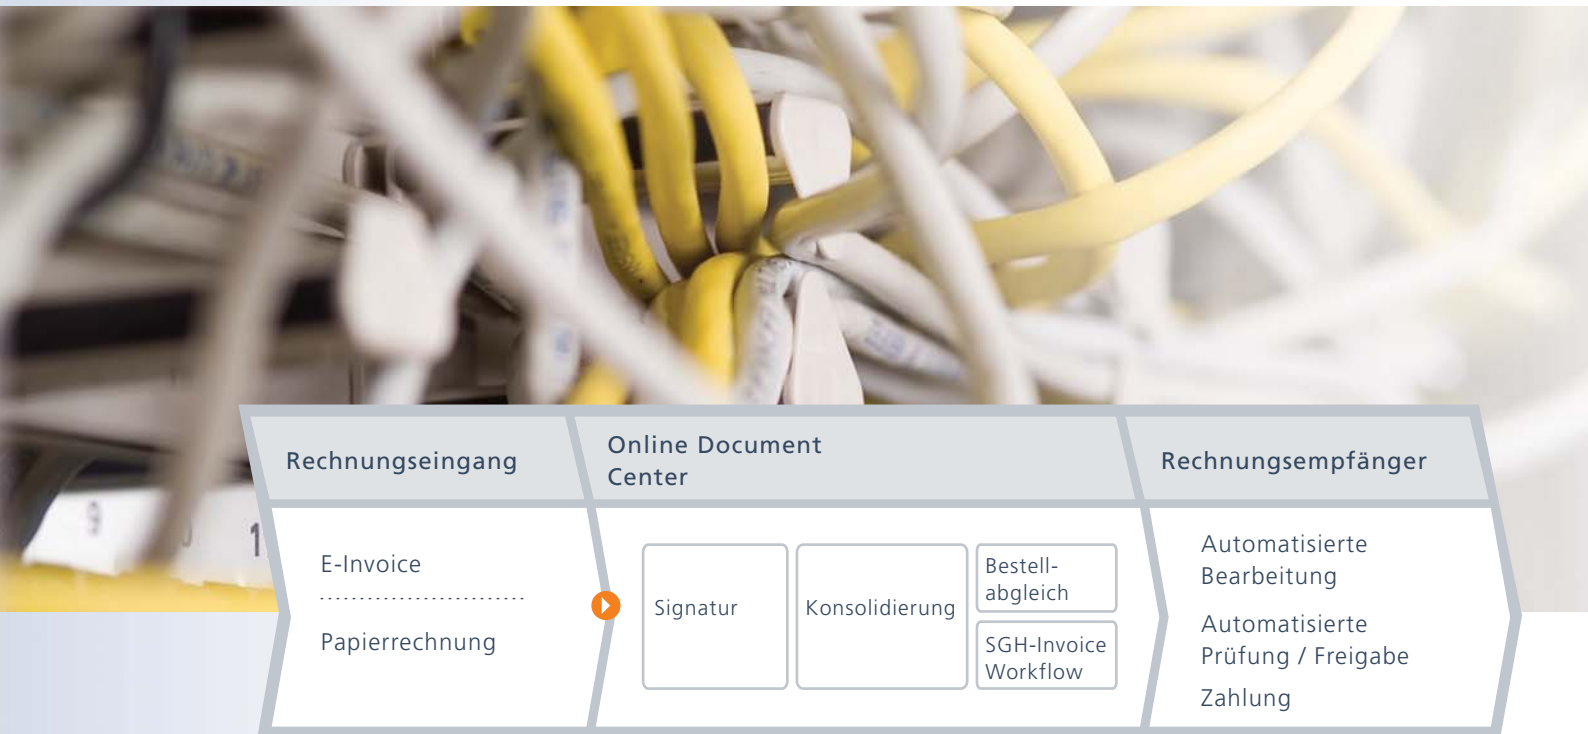 Rechnungseingang
Online Document
Center
Rechnungsempfänger
E-Invoice
Papierrechnung
Signatur
Konsolidierung
Bestell-
abgleich
SGH-Invoice
Workflow
Automatisierte
Bearbeitung
Automatisierte
Prüfung / Freigabe
Zahlung